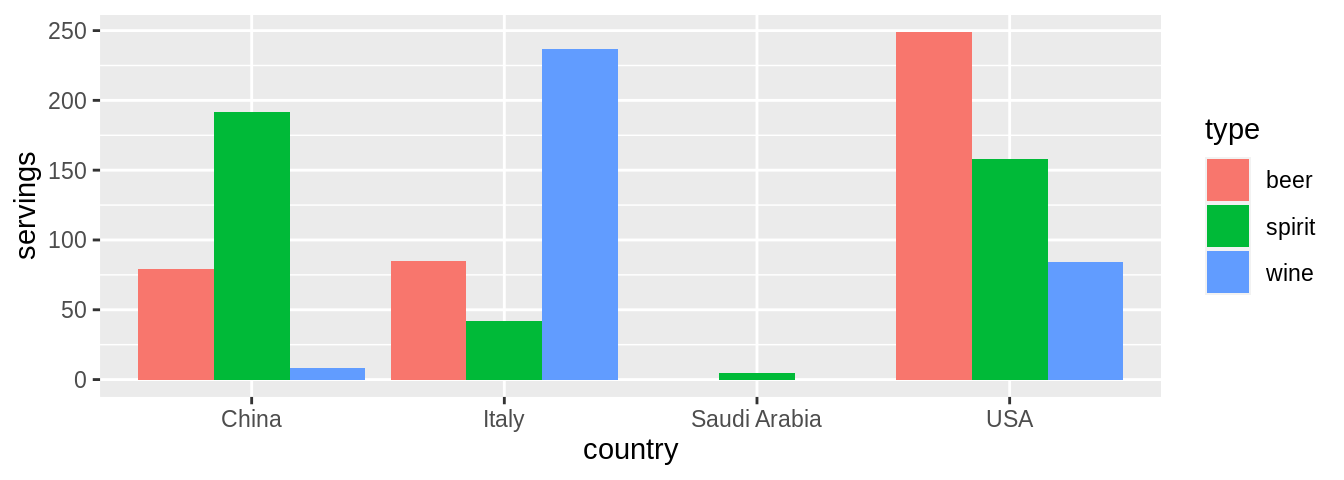 servings
250
200
150
100
50
0
China
Italy
Saudi Arabia
USA
country
type
beer
spirit
wine